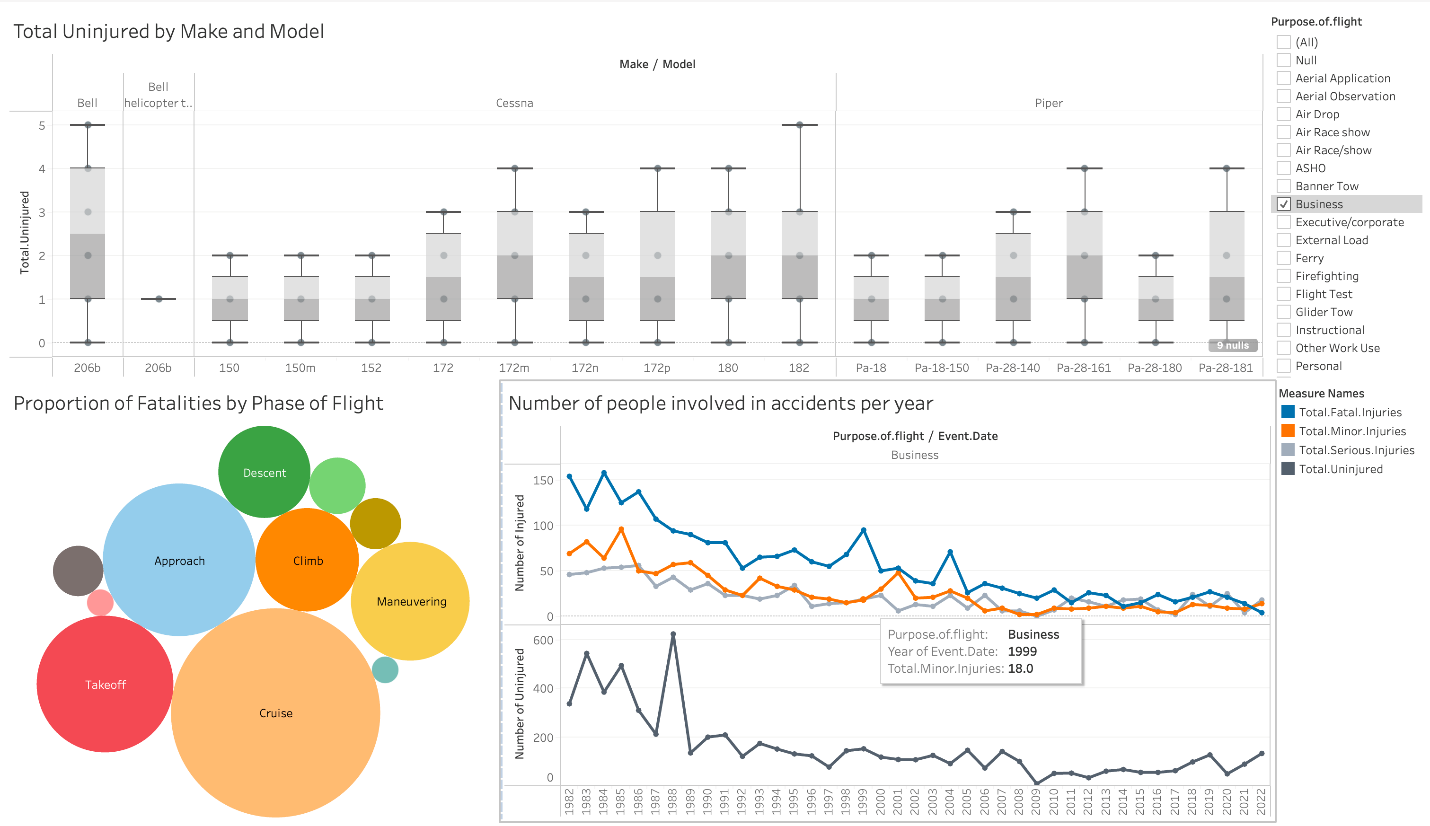 Total Uninjured by Make and Model
Make / Model
Bell
Bell
helicopter t..
Cessna
Piper
Total.Uninjured
5
4
3
2
1
0
9 nulls
206b
206b
150
150m
152
172
172m
172n
172p
180
182
Pa-18
Pa-18-150
Pa-28-140
Pa-28-161
Pa-28-180
Pa-28-181
Purpose.of.flight
(All)
Null
Aerial Application
Aerial Observation
Air Drop
Air Race show
Air Race/show
ASHO
Banner Tow
Business
Executive/corporate
External Load
Ferry
Firefighting
Flight Test
Glider Tow
Instructional
Other Work Use
Personal
Measure Names
Total.Fatal.Injuries
Total.Minor.Injuries
Total.Serious.Injuries
Total.Uninjured
Proportion of Fatalities by Phase of Flight
Descent
Approach
Climb
Maneuvering
Takeoff
Cruise
Number of people involved in accidents per year
Purpose.of.flight / Event.Date
Business
Number of Injured
150
100
50
0
Purpose.of.flight: Business
Year of Event.Date: 1999
Total.Minor.Injuries: 18.0
Number of Uninjured
600
400
200
0
1982
1983
1984
1985
1986
1987
1988
1989
1990
1991
1992
1993
1994
1995
1996
1997
1998
1999
2000
2001
2002
2003
2004
2005
2006
2007
2008
2009
2010
2011
2012
2013
2014
2015
2016
2017
2018
2019
2020
2021
2022